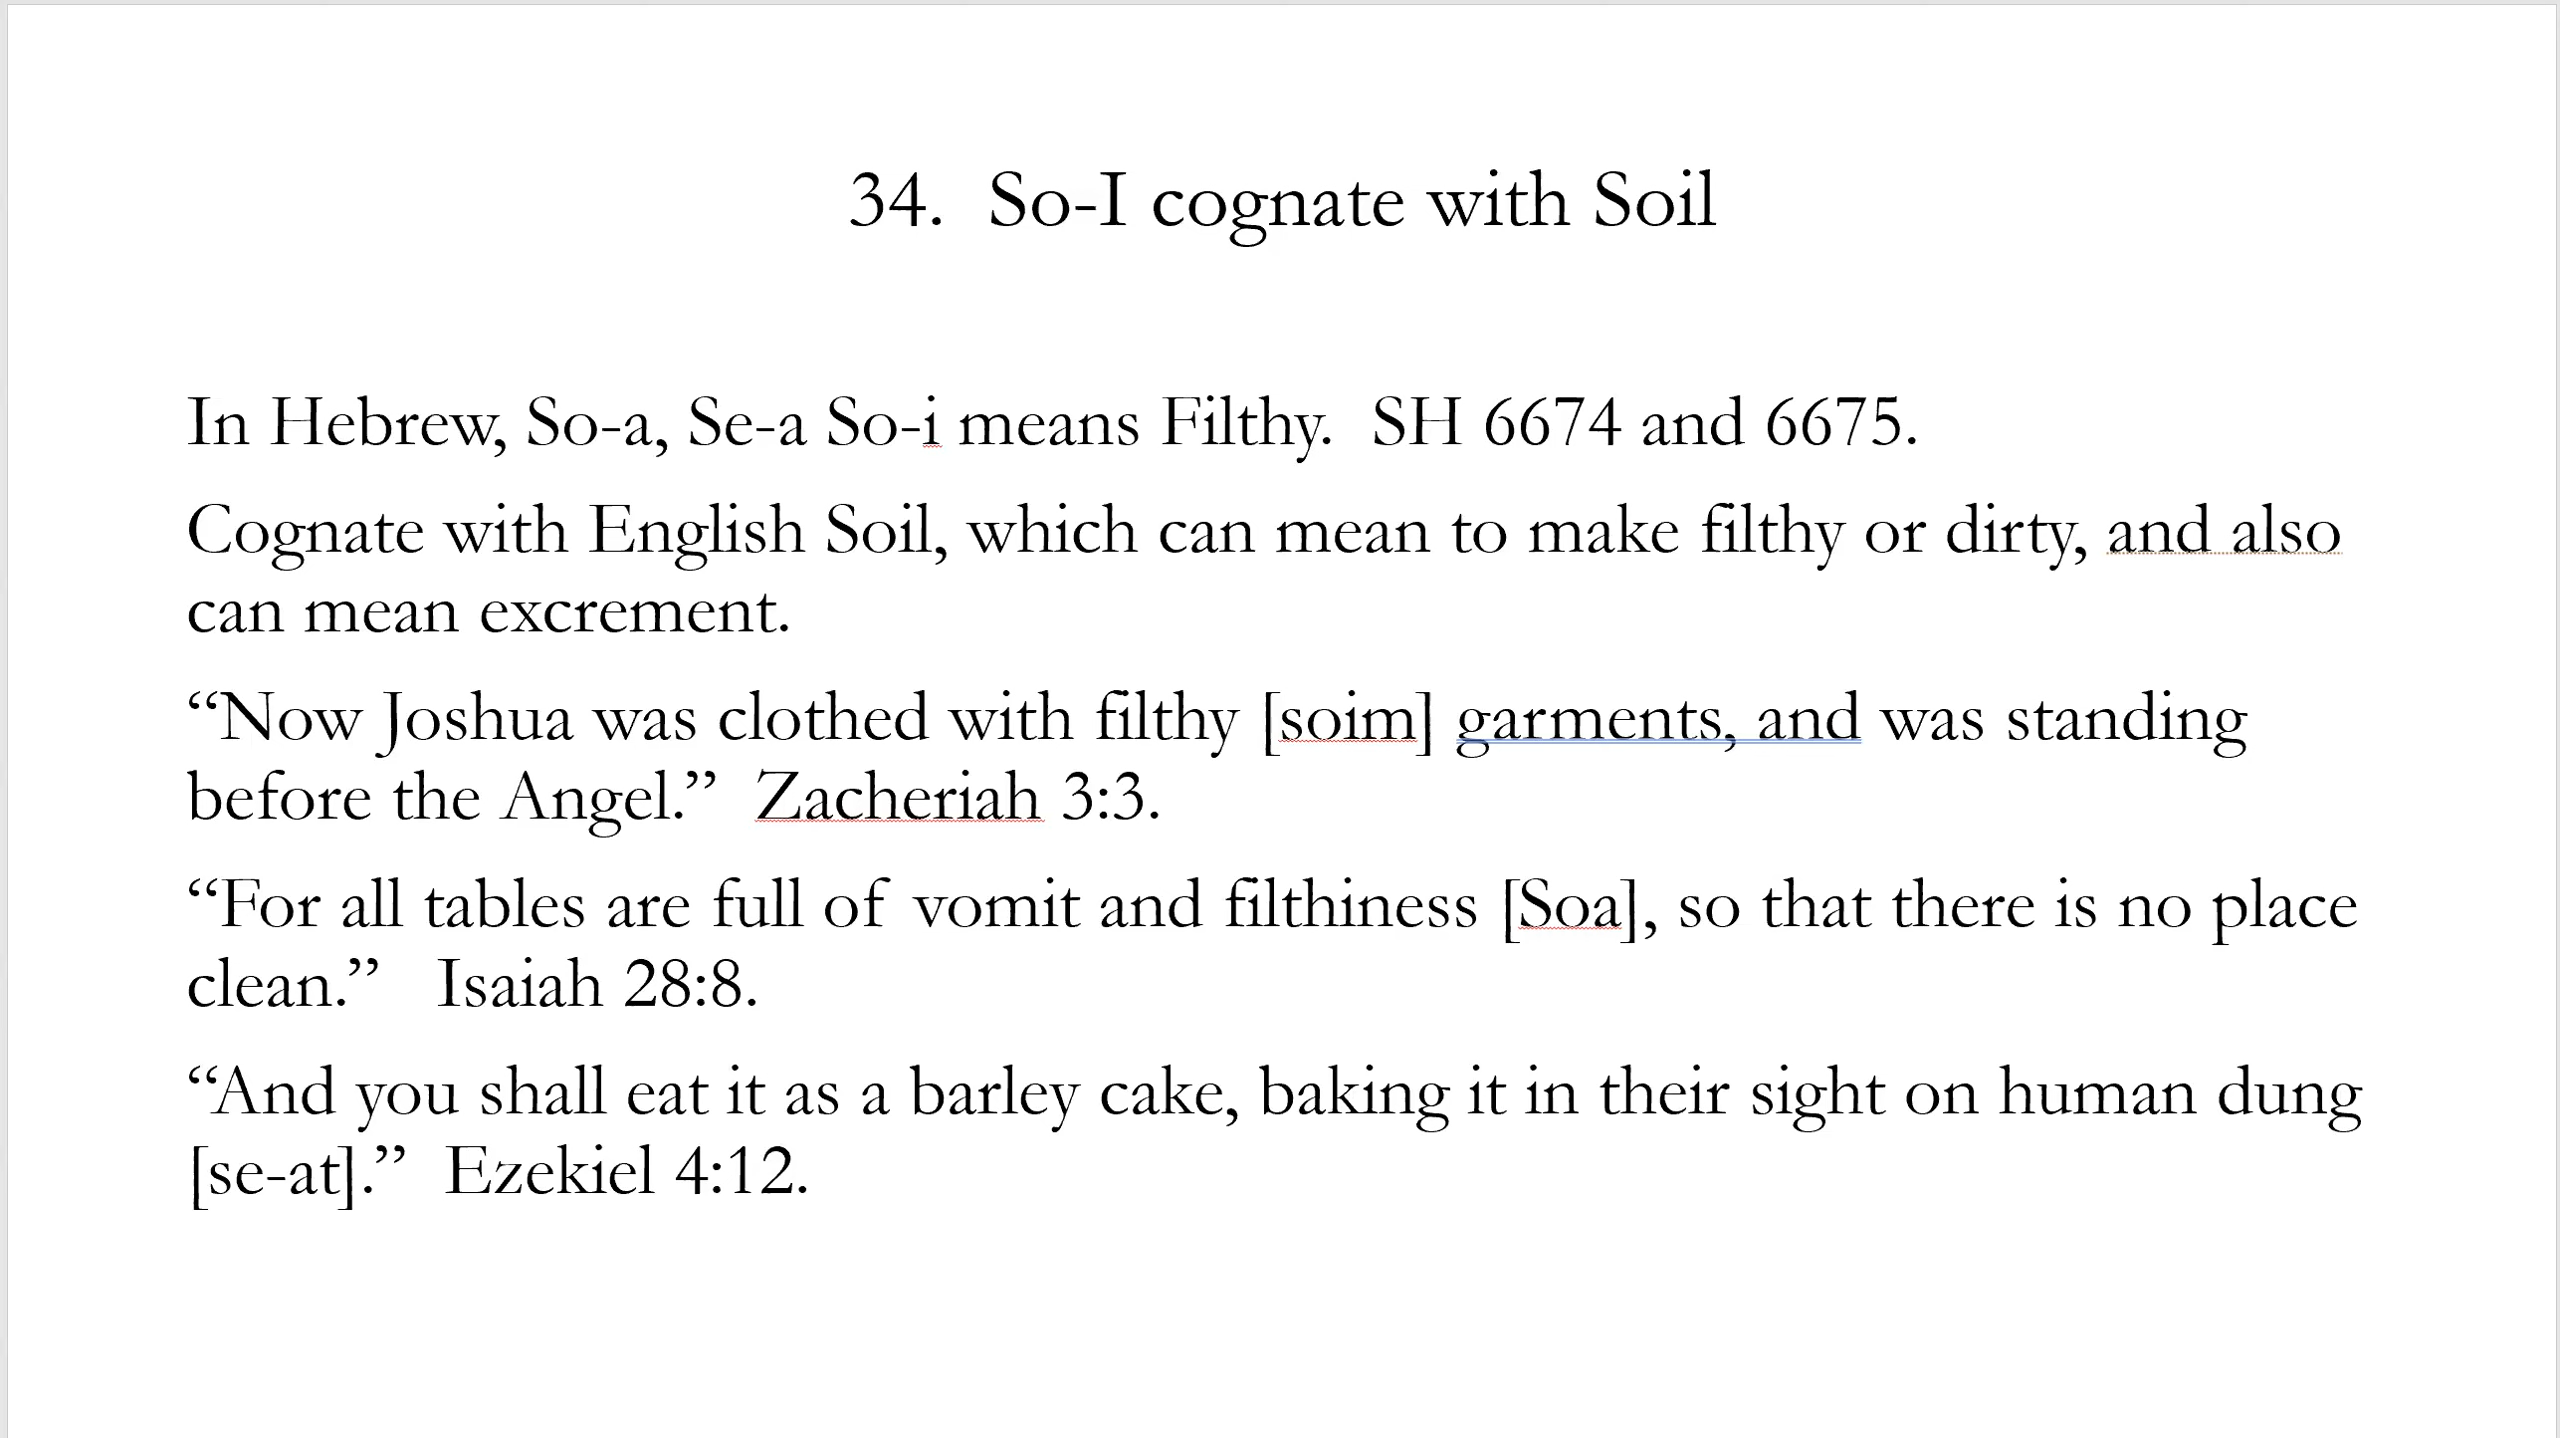 34.  So-I cognate with Soil
In Hebrew, So-a, Se-a So-i means Filthy.  SH 6674 and 6675.
Cognate with English Soil, which can mean to make filthy or dirty, and also
can mean excrement.
“Now Joshua was clothed with filthy [soim] garments, and was standing
before the Angel.”  Zacheriah 3:3.
“For all tables are full of vomit and filthiness [Soa], so that there is no place
clean.”   Isaiah 28:8.
“And you shall eat it as a barley cake, baking it in their sight on human dung
[se-at].”  Ezekiel 4:12.